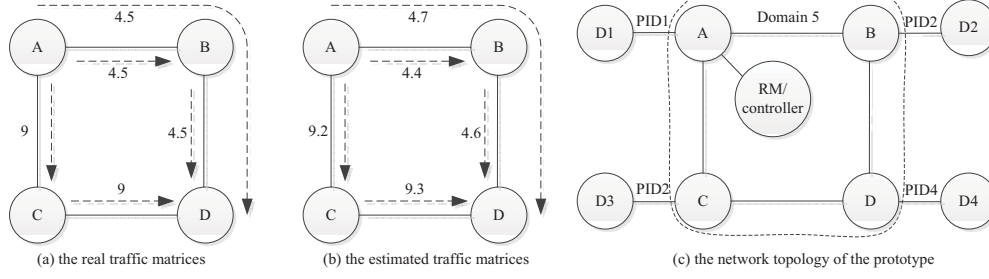 4.5
A
B
4.5
9
4.5
9
C
D
(a) the real traffic matrices
4.7
A
B
4.4
9.2
4.6
9.3
C
D
(b) the estimated traffic matrices
D1
PID1
A
Domain 5
B
PID2
D2
RM/
controller
D3
PID2
C
D
PID4
D4
(c) the network topology of the prototype